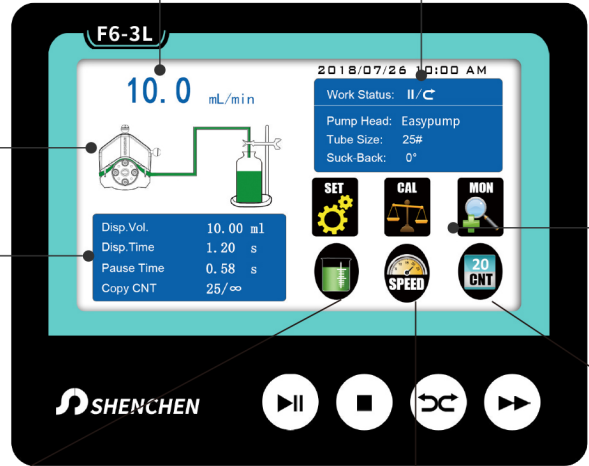 F6-3L
2018/07/26 10:00 AM
10.0 mL/min
Work Status: II/
Pump Head: Easypump
Tube Size: 25#
Suck-Back: 0°
SET
CAL
MON
Disp.Vol. 10.00 ml
Disp.Time 1.20 s
Pause Time 0.58 s
Copy CNT 25/∞
SPEED
20
CNT
SHENCHEN